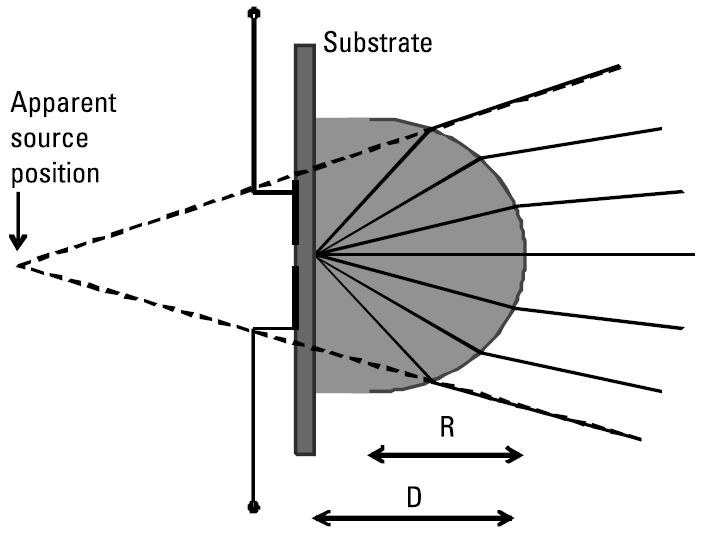 Substrate
Apparent
source
position
R
D